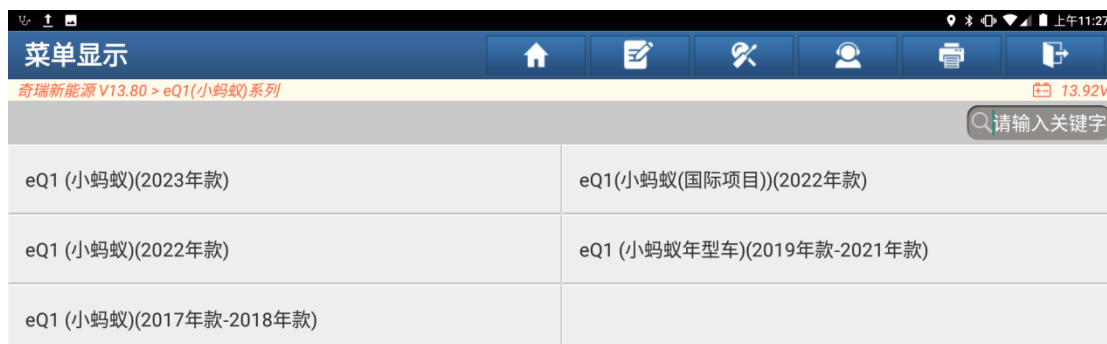 上午11:27
菜单显示
奇瑞新能源 V13.80 > eQ1(小蚂蚁)系列
13.92V
请输入关键字
eQ1 (小蚂蚁)(2023年款)
eQ1(小蚂蚁(国际项目))(2022年款)
eQ1 (小蚂蚁)(2022年款)
eQ1 (小蚂蚁年型车)(2019年款-2021年款)
eQ1 (小蚂蚁)(2017年款-2018年款)